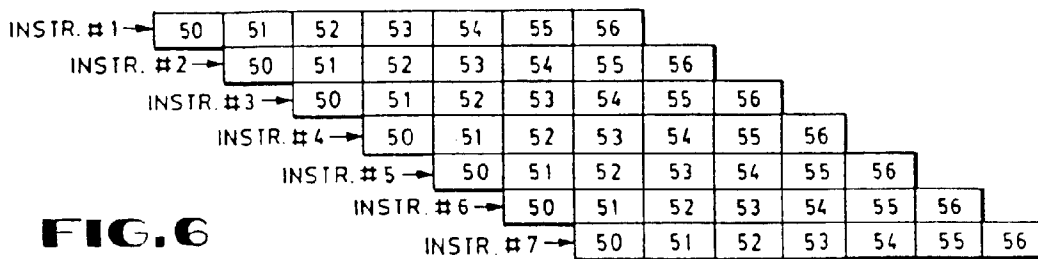 INSTR. #1 50 51 52 53 54 55 56
INSTR. #2 50 51 52 53 54 55 56
INSTR. #3 50 51 52 53 54 55 56
INSTR. #4 50 51 52 53 54 55 56
INSTR. #5 50 51 52 53 54 55 56
INSTR. #6 50 51 52 53 54 55 56
INSTR. #7 50 51 52 53 54 55 56
FIG.6